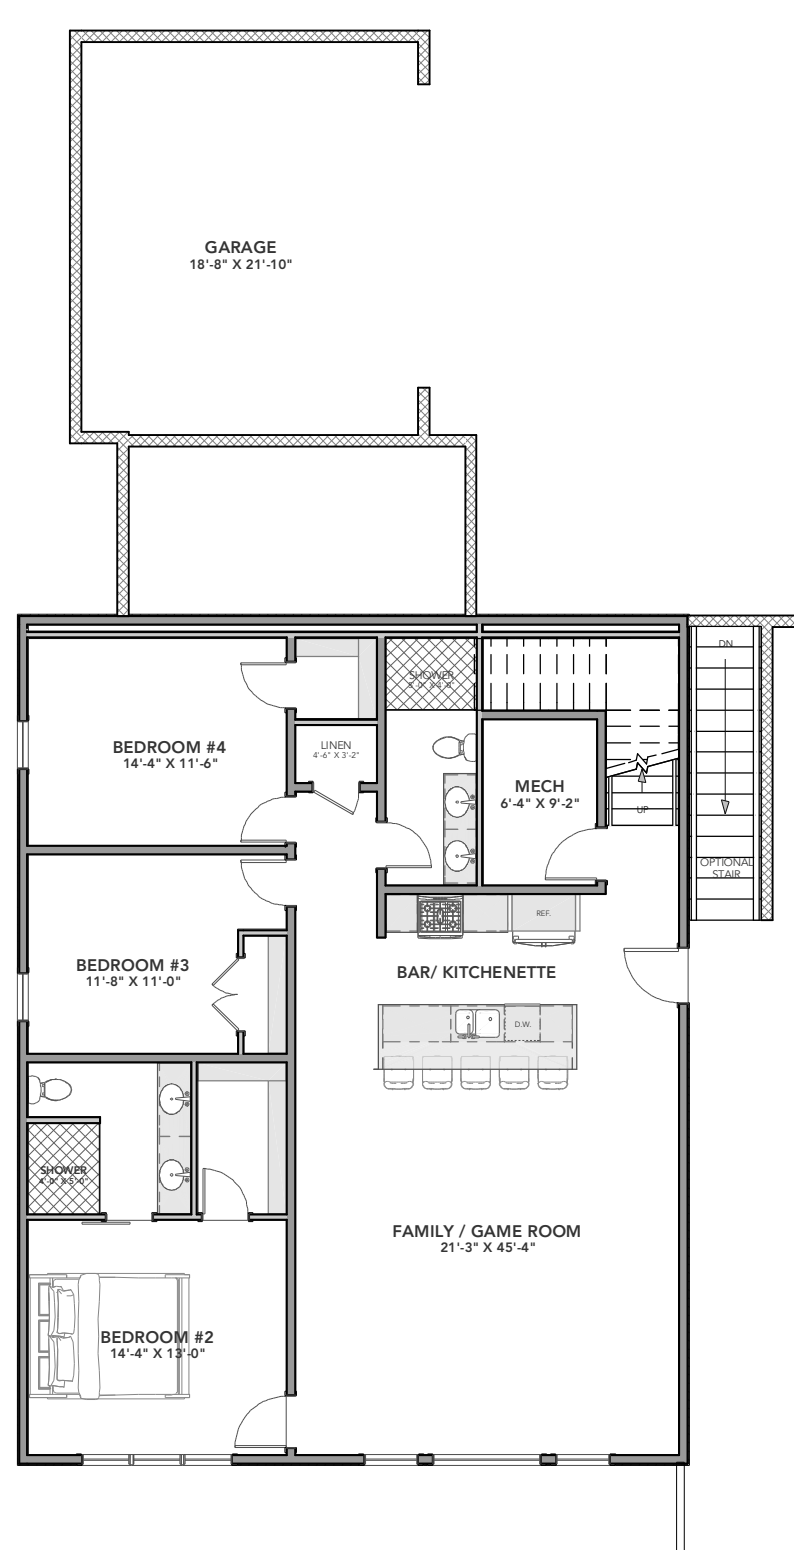 GARAGE
18'-8" X 21'-10"
DN
SHOWER
BEDROOM #4
14'-4" X 11'-6"
LINEN
4'-6" X 3'-2"
MECH
6'-4" X 9'-2"
UP
OPTIONAL
STAIR
REF.
BEDROOM #3
11'-8" X 11'-0"
BAR/ KITCHENETTE
D.W.
SHOWER
4'-0" X 5'-0"
FAMILY / GAME ROOM
21'-3" X 45'-4"
BEDROOM #2
14'-4" X 13'-0"